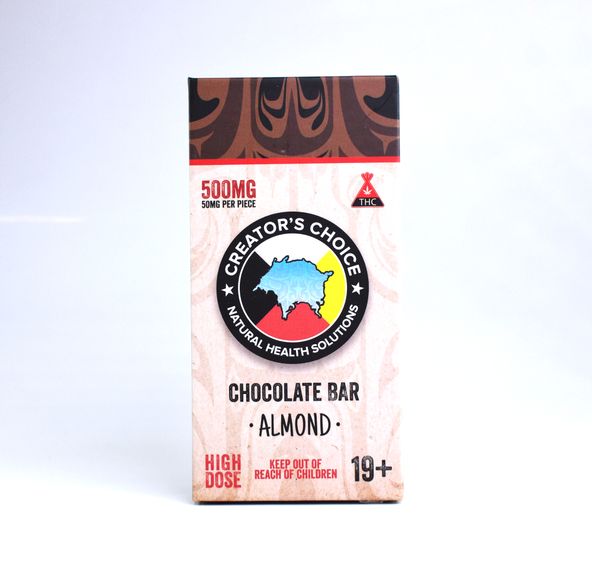 500MG
50MG PER PIECE
THC
CREATOR'S CHOICE
NATURAL HEALTH SOLUTIONS
CHOCOLATE BAR
· ALMOND ·
HIGH
DOSE
KEEP OUT OF
REACH OF CHILDREN
19+